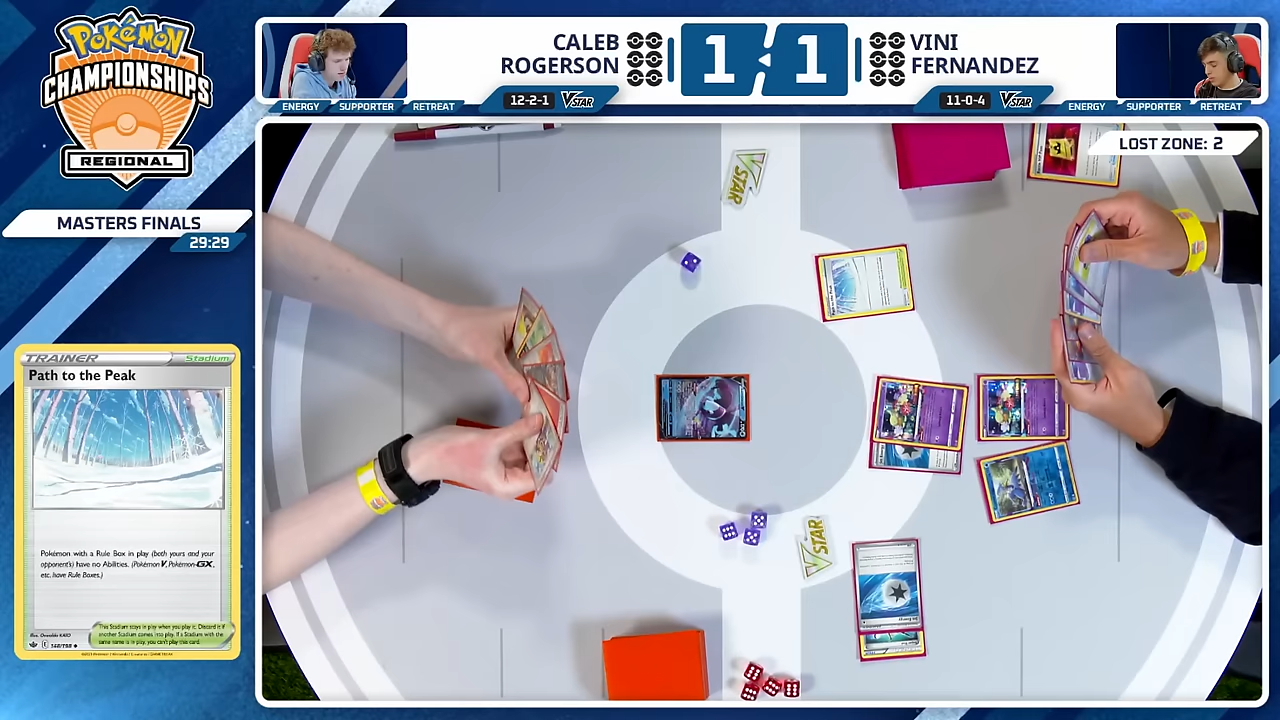 Pokémon
CHAMPIONSHIPS
REGIONAL
MASTERS FINALS
29:29
CALEB
ROGERSON
1
1
VINI
FERNANDEZ
12-2-1 VSTAR
11-0-4 VSTAR
ENERGY SUPPORTER RETREAT
ENERGY SUPPORTER RETREAT
LOST ZONE: 2
VSTAR
VSTAR
TRAINER Stadium
Path to the Peak
Pokémon with a Rule Box in play (both yours and your
opponent's) have no Abilities. (Pokémon V, Pokémon-GX,
etc. have Rule Boxes.)
This Stadium stays in play when you play it. Discard it if
another Stadium comes into play. If a Stadium with the
same name is in play, you can't play this card.
148/198